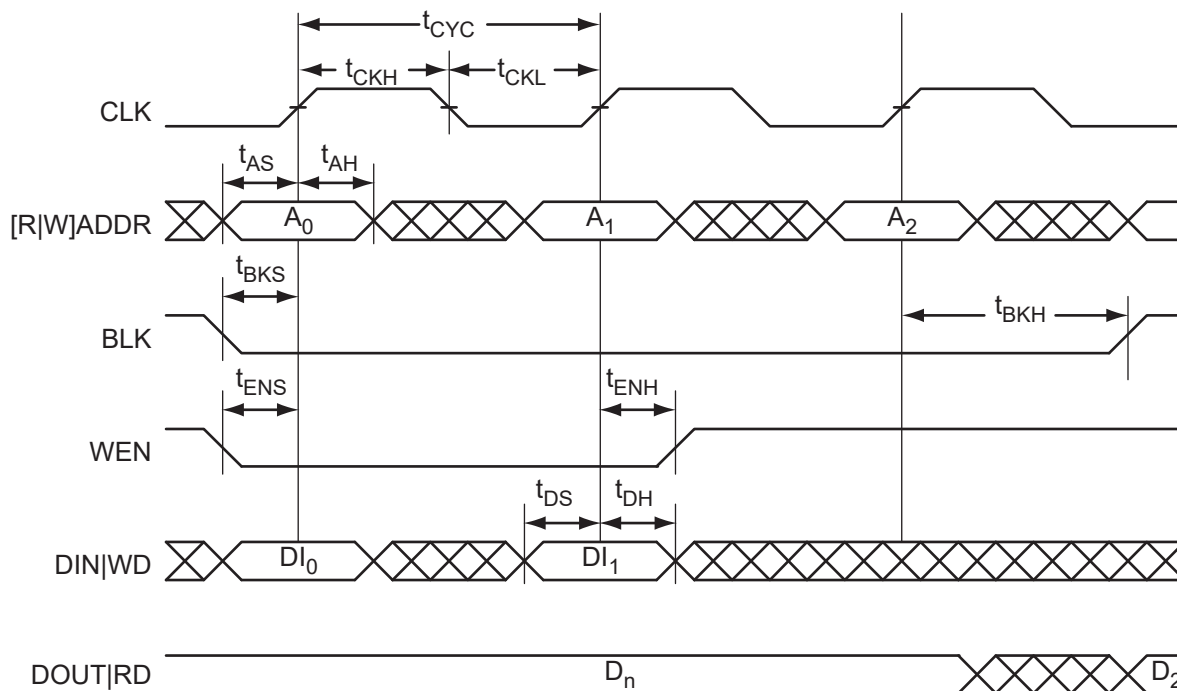 tCYC
tCKH tCKL
CLK
tAS tAH
[R|W]ADDR A0 A1 A2
tBKS
tBKH
BLK
tENS tENH
WEN
tDS tDH
DIN|WD DI0 DI1
DOUT|RD Dn D2